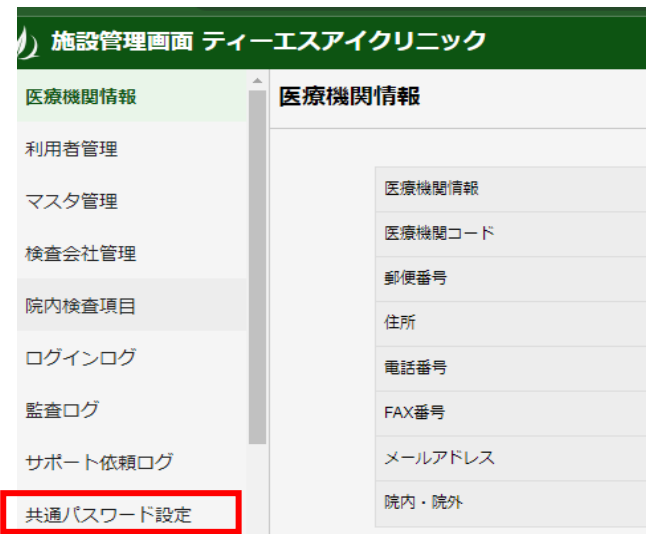 施設管理画面 ティーエスアイクリニック
医療機関情報
利用者管理
マスタ管理
検査会社管理
院内検査項目
ログインログ
監査ログ
サポート依頼ログ
共通パスワード設定
医療機関情報
医療機関情報
医療機関コード
郵便番号
住所
電話番号
FAX番号
メールアドレス
院内・院外